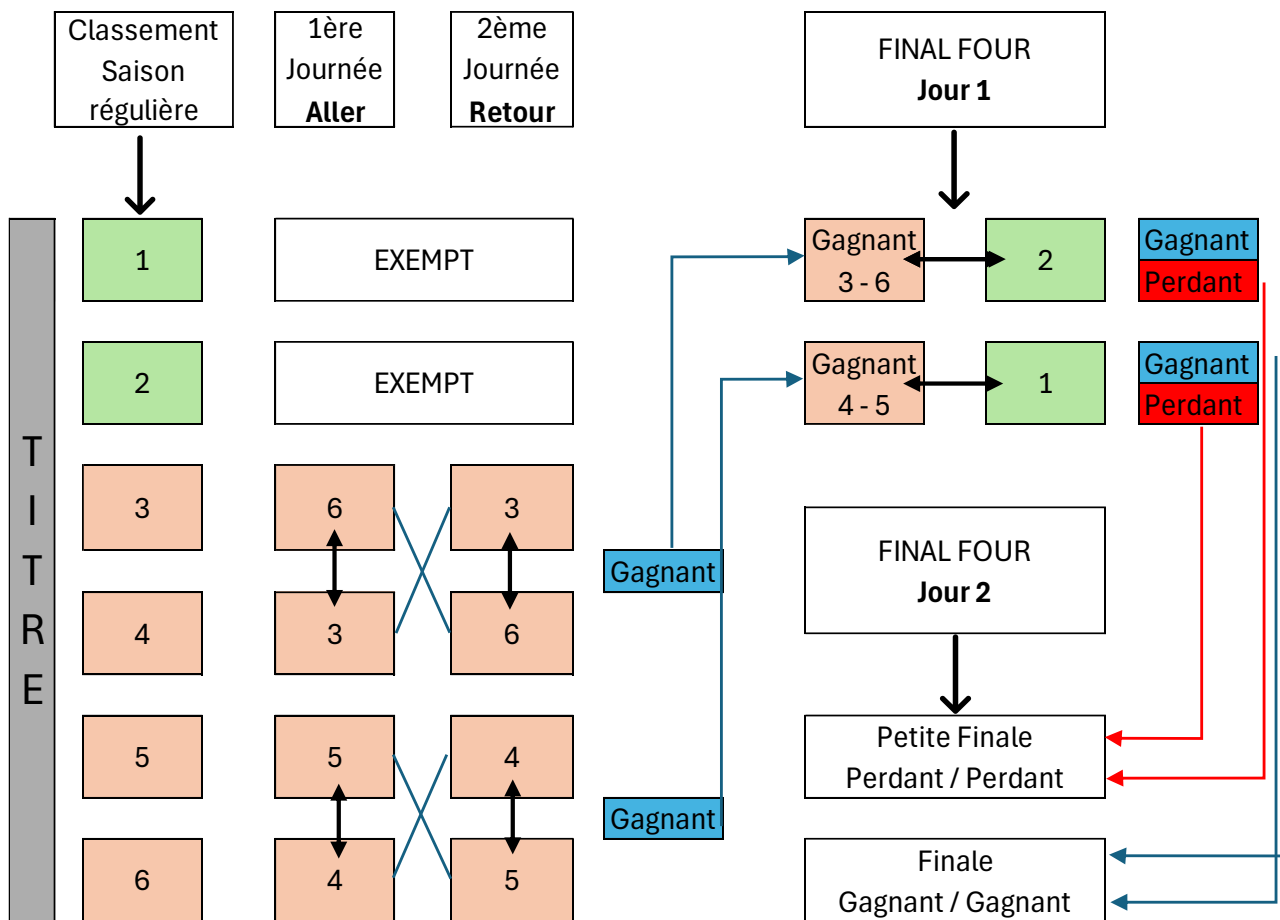 Classement
Saison
régulière
1ère
Journée
Aller
2ème
Journée
Retour
FINAL FOUR
Jour 1
TITRE
1
EXEMPT
Gagnant
3 - 6
2
Gagnant
Perdant
2
EXEMPT
Gagnant
4 - 5
1
Gagnant
Perdant
3
6
3
Gagnant
FINAL FOUR
Jour 2
4
3
6
5
5
4
Gagnant
Petite Finale
Perdant / Perdant
6
4
5
Finale
Gagnant / Gagnant